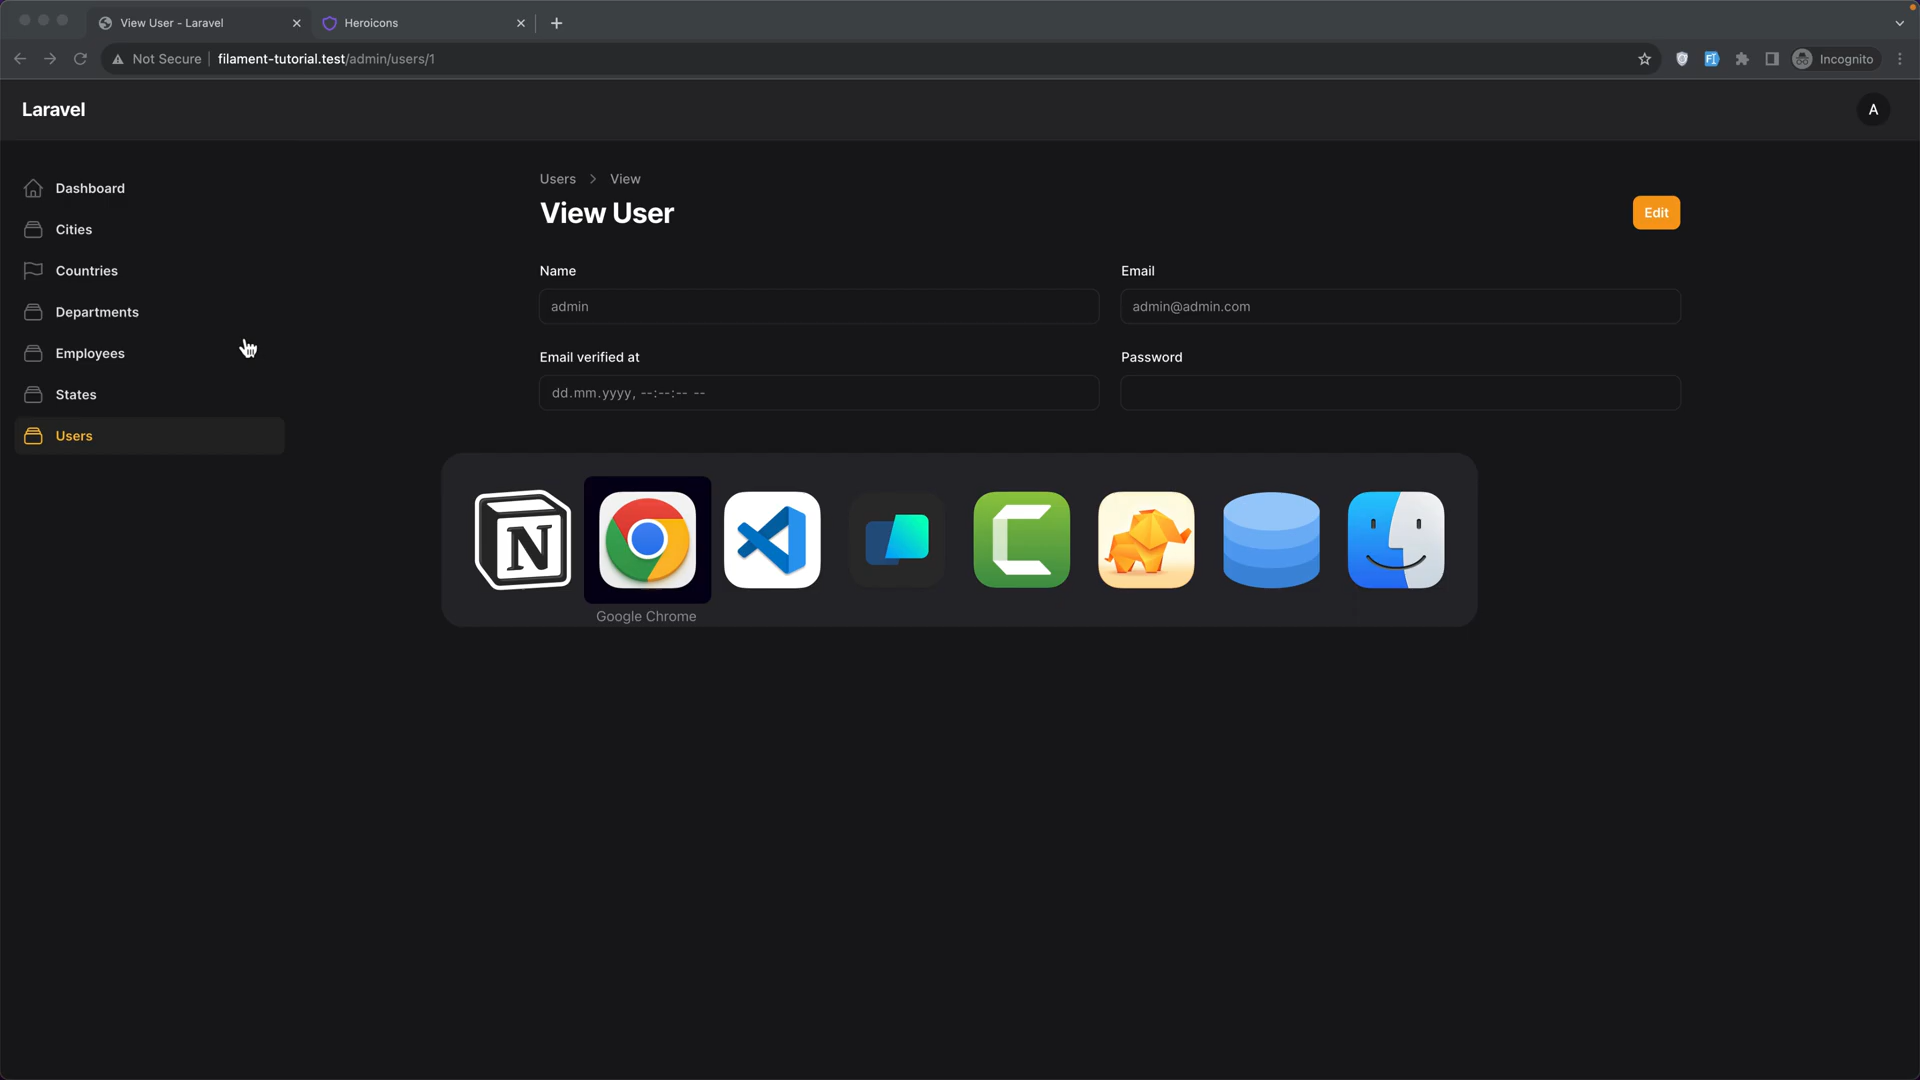 View User - Laravel
Heroicons
Not Secure
filament-tutorial.test/admin/users/1
Incognito
Laravel
A
Dashboard
Cities
Countries
Departments
Employees
States
Users
Users > View
View User
Edit
Name
admin
Email
admin@admin.com
Email verified at
dd.mm.yyyy, --:--:-- --
Password
N
Google Chrome